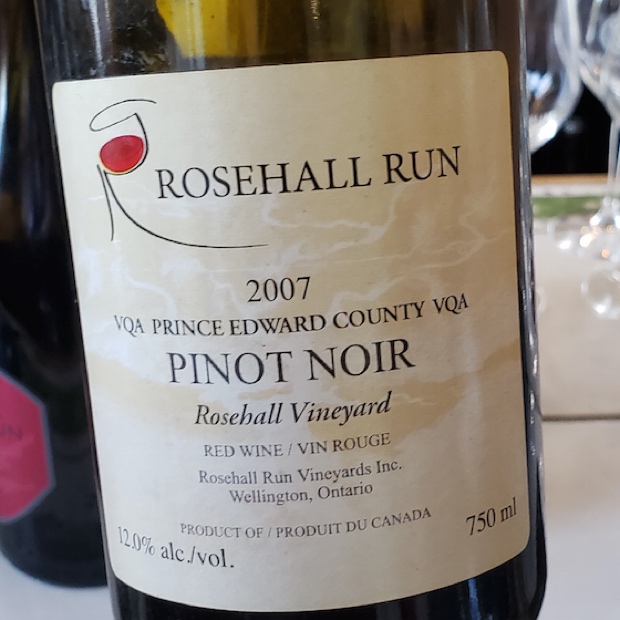 ROSEHALL RUN
2007
VQA PRINCE EDWARD COUNTY VQA
PINOT NOIR
Rosehall Vineyard
RED WINE / VIN ROUGE
Rosehall Run Vineyards Inc.
Wellington, Ontario
PRODUCT OF / PRODUIT DU CANADA
12.0% alc./vol.
750 ml